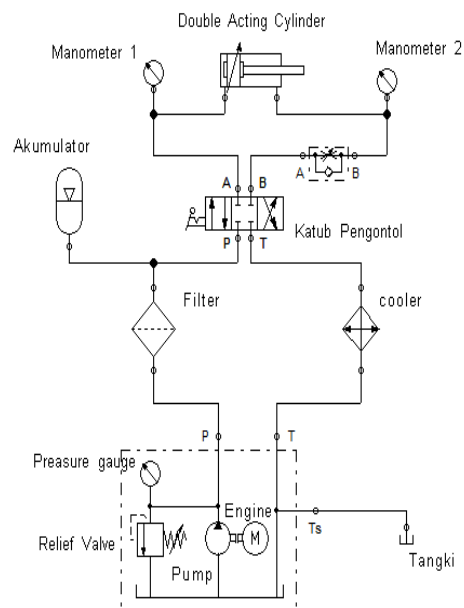 Double Acting Cylinder
Manometer 1
Manometer 2
Akumulator
A
B
A
B
P
T
Katub Pengontol
Filter
cooler
P
T
Preasure gauge
Engine
M
Relief Valve
Pump
Ts
Tangki